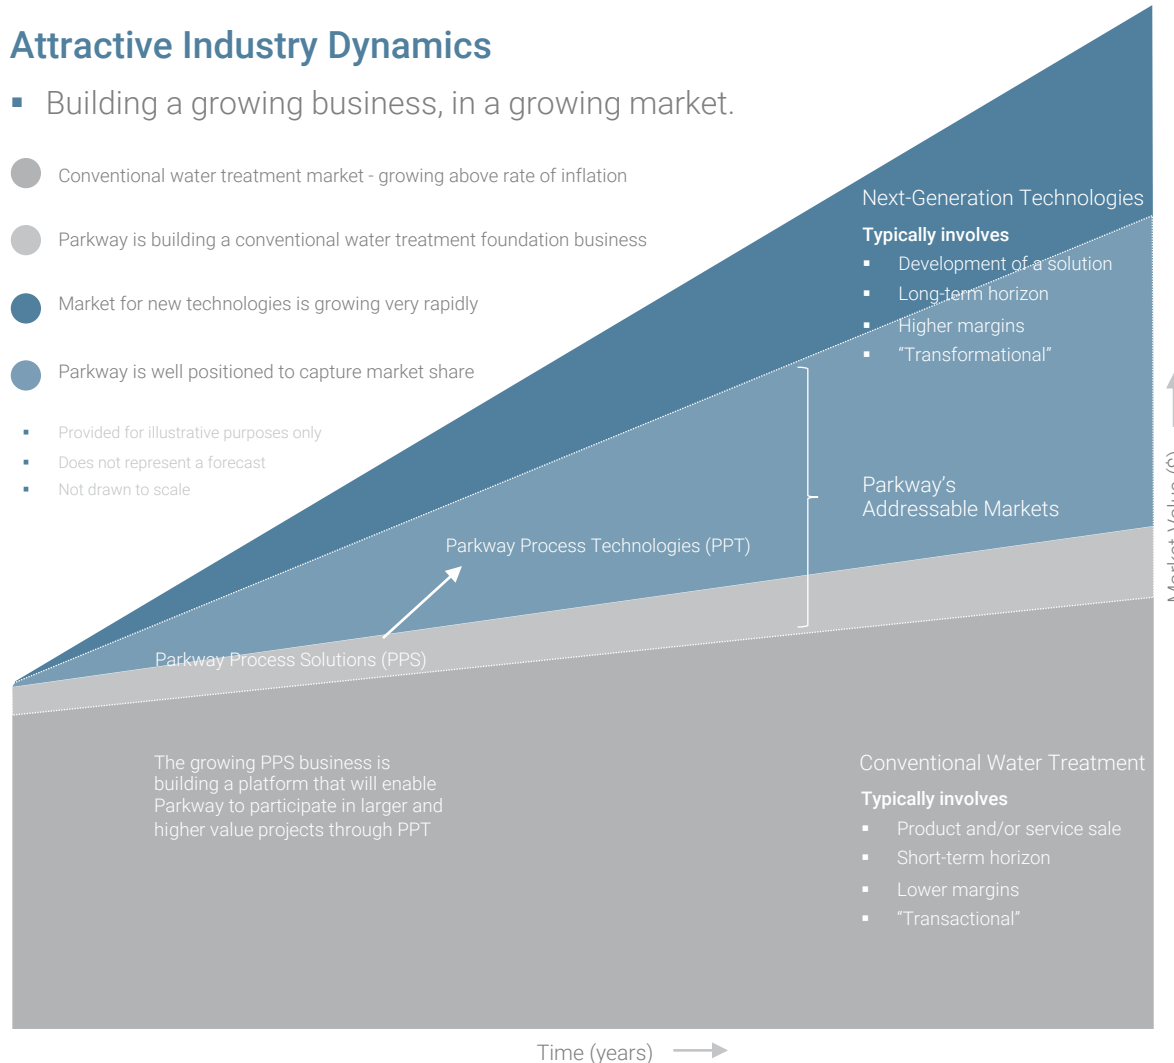 Attractive Industry Dynamics
▪ Building a growing business, in a growing market.
Conventional water treatment market - growing above rate of inflation
Parkway is building a conventional water treatment foundation business
Market for new technologies is growing very rapidly
Parkway is well positioned to capture market share
▪ Provided for illustrative purposes only
▪ Does not represent a forecast
▪ Not drawn to scale
Next-Generation Technologies
Typically involves
▪ Development of a solution
▪ Long-term horizon
▪ Higher margins
▪ “Transformational”
Parkway’s
Addressable Markets
Parkway Process Technologies (PPT)
Parkway Process Solutions (PPS)
The growing PPS business is
building a platform that will enable
Parkway to participate in larger and
higher value projects through PPT
Conventional Water Treatment
Typically involves
▪ Product and/or service sale
▪ Short-term horizon
▪ Lower margins
▪ “Transactional”
Market Value ($)
Time (years)